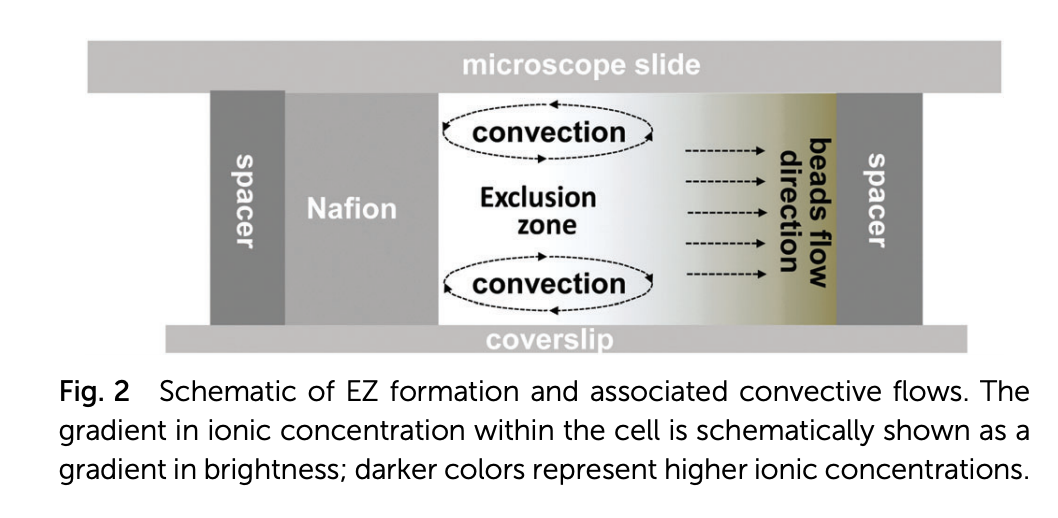 microscope slide
spacer
Nafion
convection
Exclusion
zone
convection
beads flow
direction
spacer
coverslip
Fig. 2 Schematic of EZ formation and associated convective flows. The
gradient in ionic concentration within the cell is schematically shown as a
gradient in brightness; darker colors represent higher ionic concentrations.